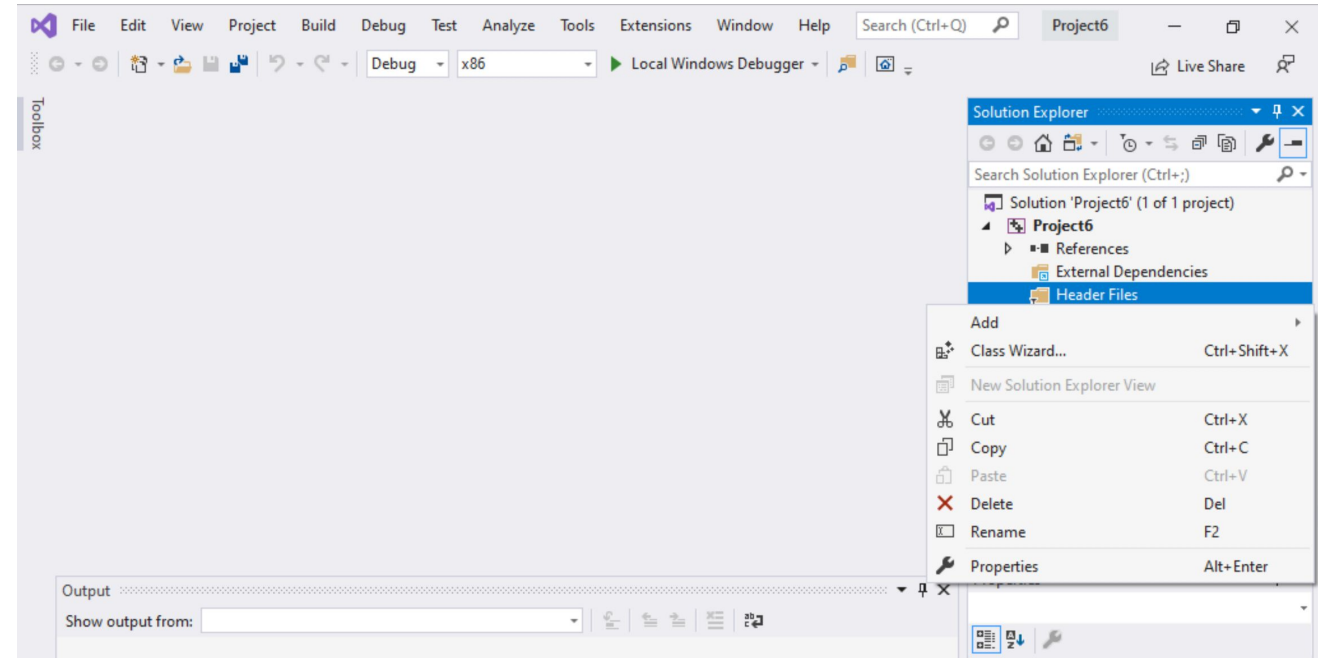 File Edit View Project Build Debug Test Analyze Tools Extensions Window Help Search (Ctrl+Q) Project6
Debug x86 Local Windows Debugger Live Share
Toolbox
Solution Explorer
Search Solution Explorer (Ctrl+;)
Solution 'Project6' (1 of 1 project)
Project6
References
External Dependencies
Header Files
Add
Class Wizard... Ctrl+Shift+X
New Solution Explorer View
Cut Ctrl+X
Copy Ctrl+C
Paste Ctrl+V
Delete Del
Rename F2
Properties Alt+Enter
Output
Show output from: